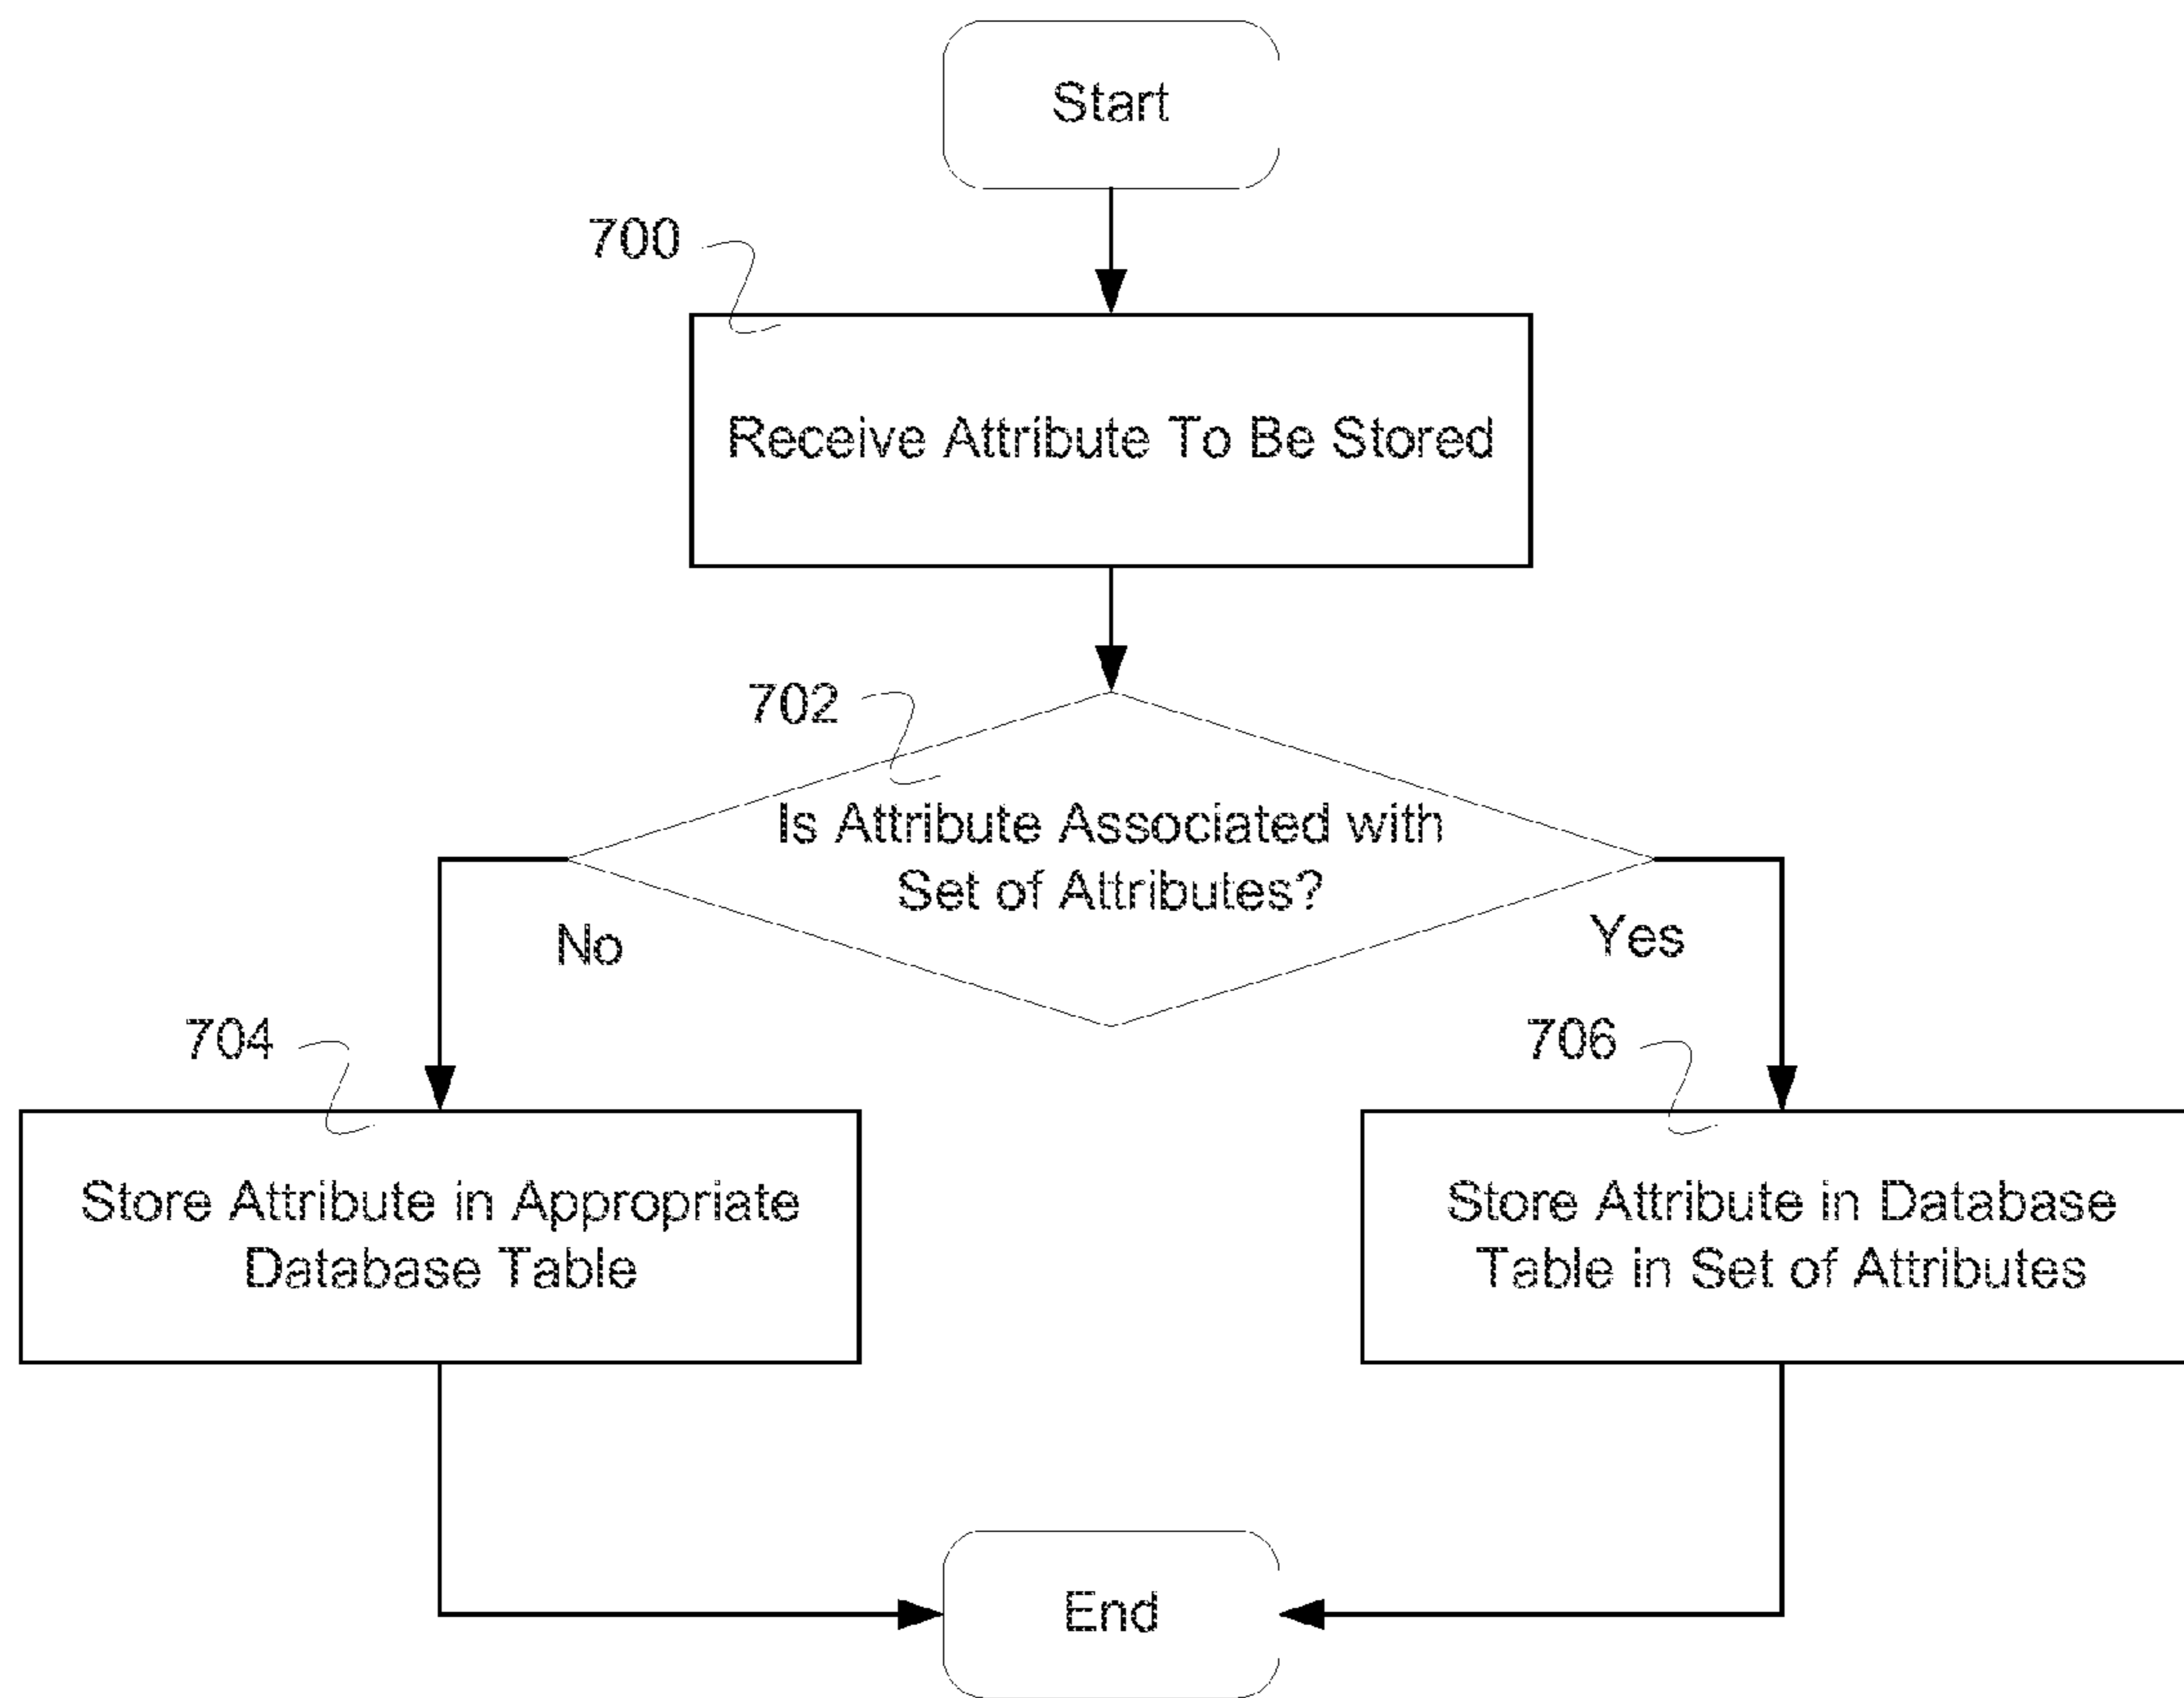 Start
700
Receive Attribute To Be Stored
702
Is Attribute Associated with
Set of Attributes?
No
Yes
704
706
Store Attribute in Appropriate
Database Table
Store Attribute in Database
Table in Set of Attributes
End